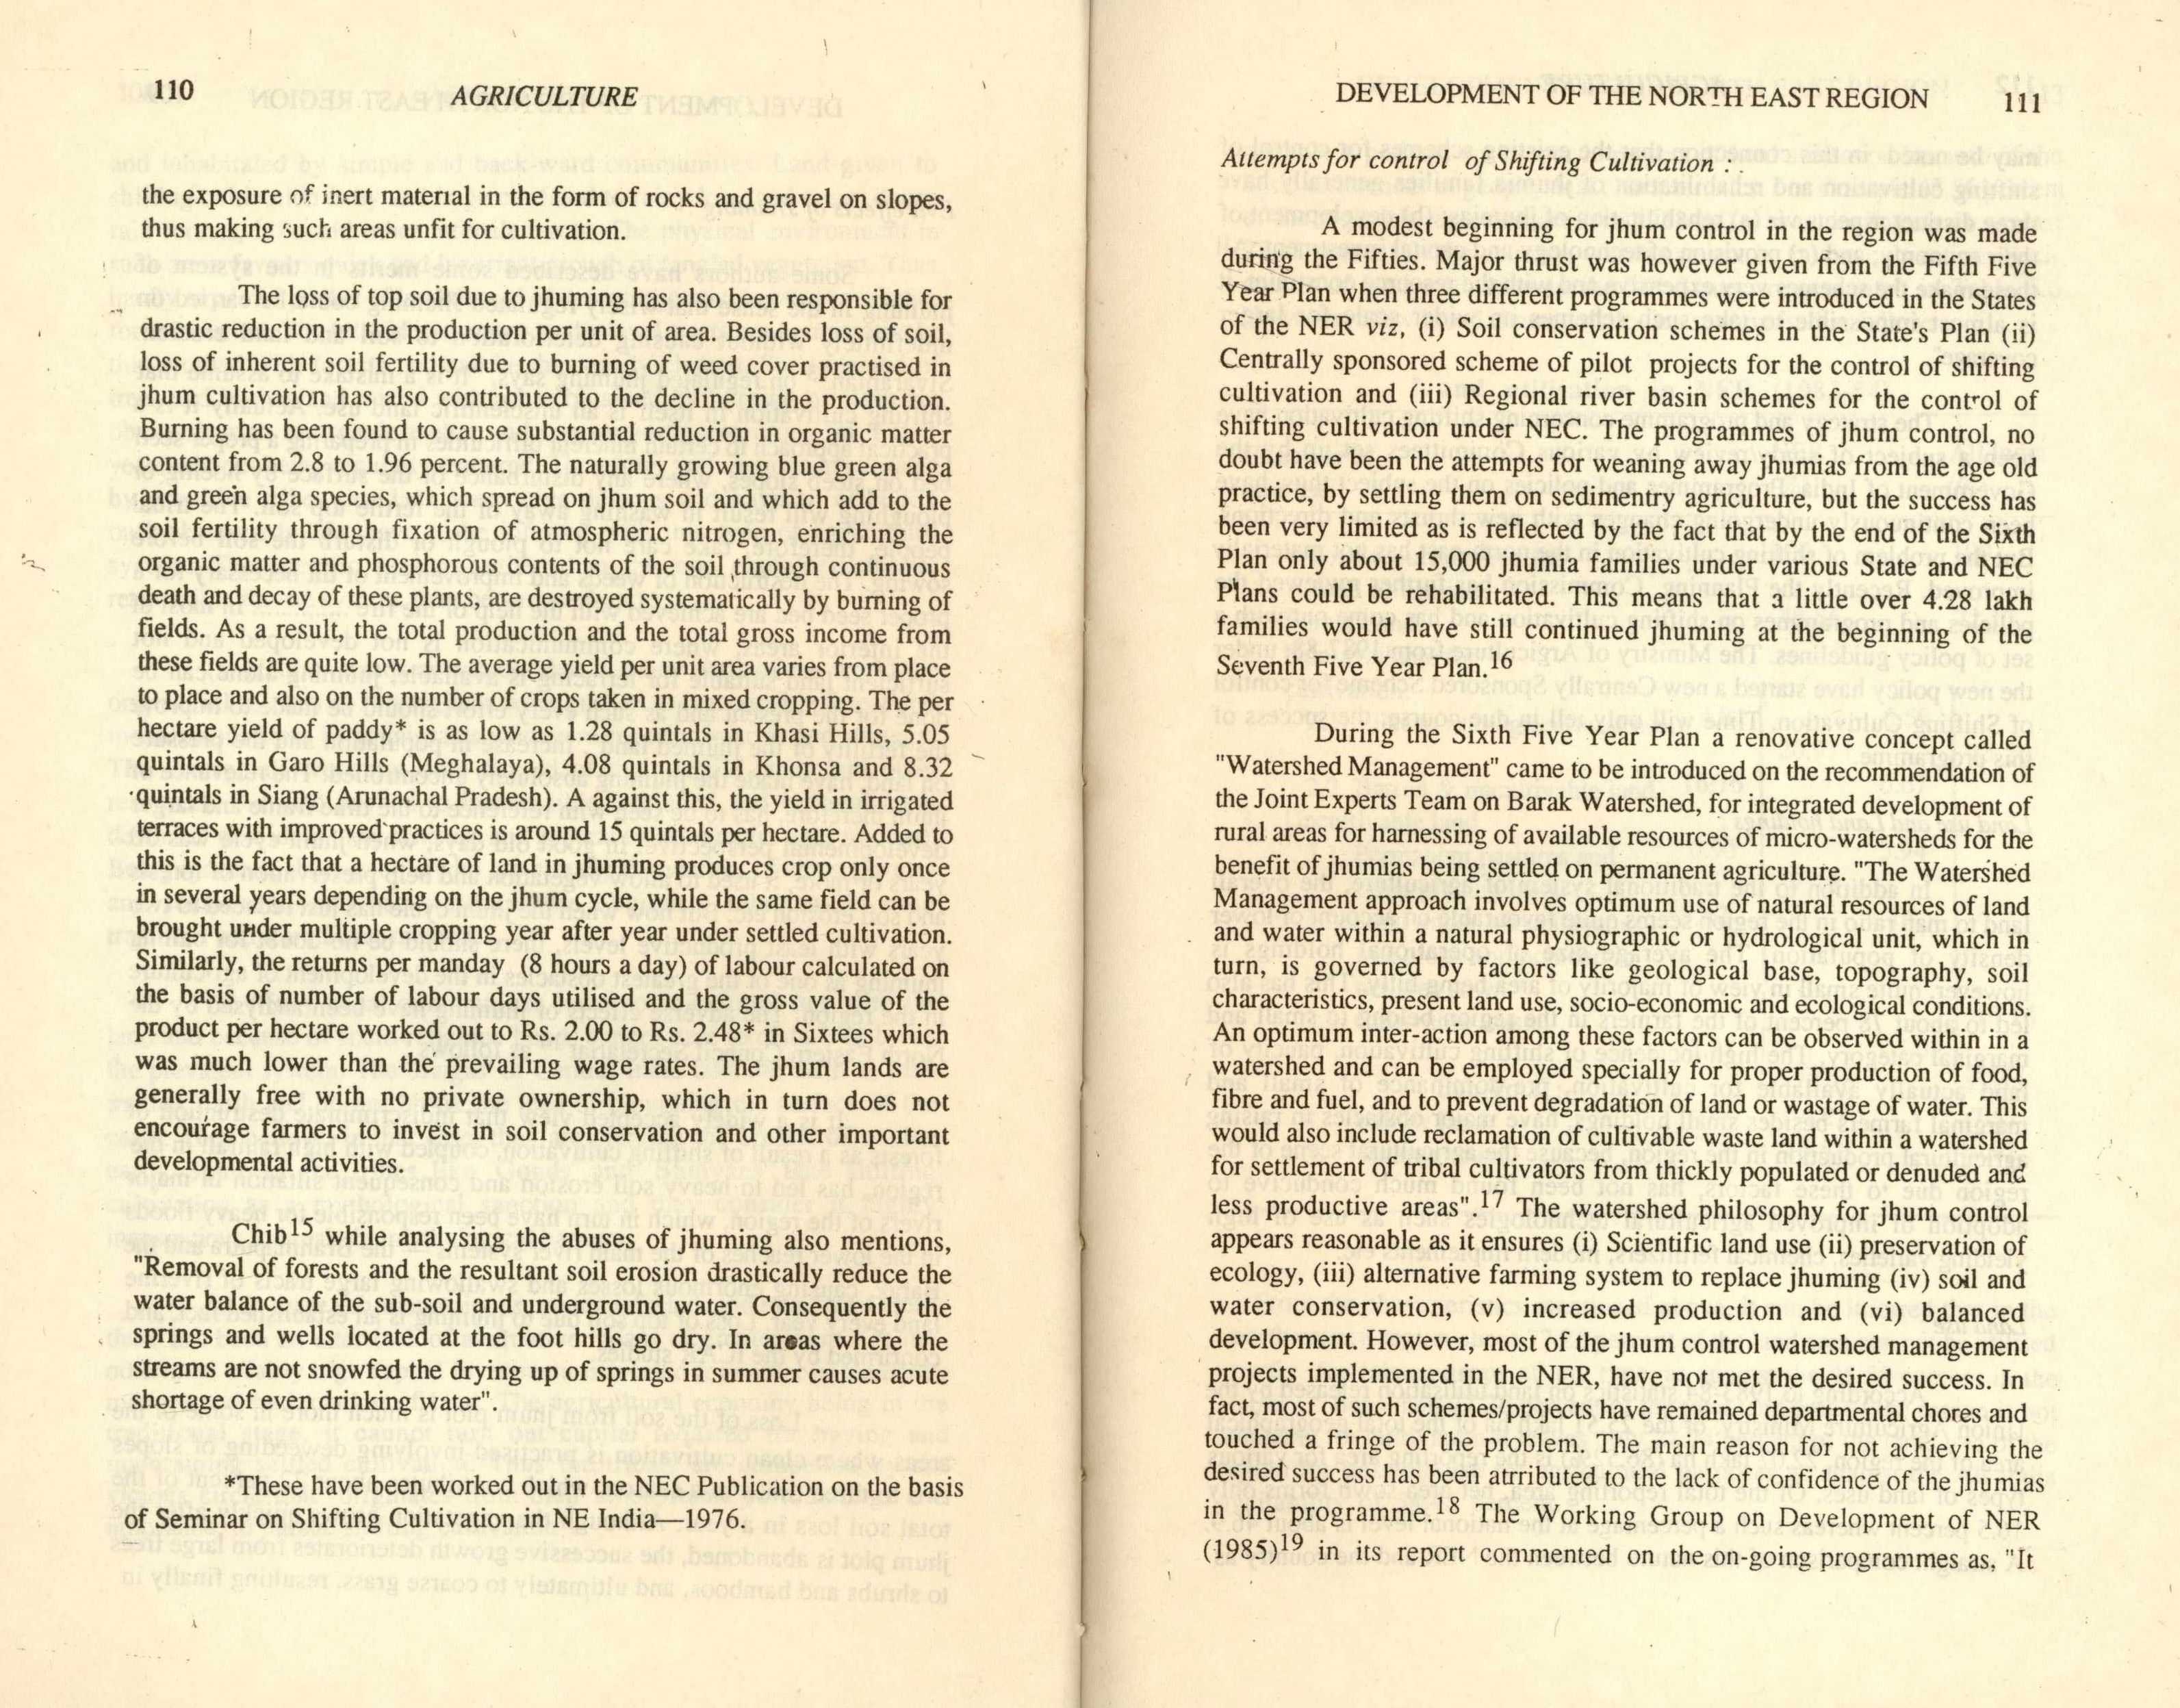 110
AGRICULTURE
the exposure of inert material in the form of rocks and gravel on slopes,
thus making such areas unfit for cultivation.
The loss of top soil due to jhuming has also been responsible for
drastic reduction in the production per unit of area. Besides loss of soil,
loss of inherent soil fertility due to burning of weed cover practised in
jhum cultivation has also contributed to the decline in the production.
Burning has been found to cause substantial reduction in organic matter
content from 2.8 to 1.96 percent. The naturally growing blue green alga
and green alga species, which spread on jhum soil and which add to the
soil fertility through fixation of atmospheric nitrogen, enriching the
organic matter and phosphorous contents of the soil through continuous
death and decay of these plants, are destroyed systematically by burning of
fields. As a result, the total production and the total gross income from
these fields are quite low. The average yield per unit area varies from place
to place and also on the number of crops taken in mixed cropping. The per
hectare yield of paddy* is as low as 1.28 quintals in Khasi Hills, 5.05
quintals in Garo Hills (Meghalaya), 4.08 quintals in Khonsa and 8.32
quintals in Siang (Arunachal Pradesh). A against this, the yield in irrigated
terraces with improved practices is around 15 quintals per hectare. Added to
this is the fact that a hectare of land in jhuming produces crop only once
in several years depending on the jhum cycle, while the same field can be
brought under multiple cropping year after year under settled cultivation.
Similarly, the returns per manday (8 hours a day) of labour calculated on
the basis of number of labour days utilised and the gross value of the
product per hectare worked out to Rs. 2.00 to Rs. 2.48* in Sixtees which
was much lower than the prevailing wage rates. The jhum lands are
generally free with no private ownership, which in turn does not
encourage farmers to invest in soil conservation and other important
developmental activities.
Chib15 while analysing the abuses of jhuming also mentions,
"Removal of forests and the resultant soil erosion drastically reduce the
water balance of the sub-soil and underground water. Consequently the
springs and wells located at the foot hills go dry. In areas where the
streams are not snowfed the drying up of springs in summer causes acute
shortage of even drinking water".
*These have been worked out in the NEC Publication on the basis
of Seminar on Shifting Cultivation in NE India—1976.
DEVELOPMENT OF THE NORTH EAST REGION
111
Attempts for control of Shifting Cultivation :
A modest beginning for jhum control in the region was made
during the Fifties. Major thrust was however given from the Fifth Five
Year Plan when three different programmes were introduced in the States
of the NER viz, (i) Soil conservation schemes in the State's Plan (ii)
Centrally sponsored scheme of pilot projects for the control of shifting
cultivation and (iii) Regional river basin schemes for the control of
shifting cultivation under NEC. The programmes of jhum control, no
doubt have been the attempts for weaning away jhumias from the age old
practice, by settling them on sedimentry agriculture, but the success has
been very limited as is reflected by the fact that by the end of the Sixth
Plan only about 15,000 jhumia families under various State and NEC
Plans could be rehabilitated. This means that a little over 4.28 lakh
families would have still continued jhuming at the beginning of the
Seventh Five Year Plan.16
During the Sixth Five Year Plan a renovative concept called
"Watershed Management" came to be introduced on the recommendation of
the Joint Experts Team on Barak Watershed, for integrated development of
rural areas for harnessing of available resources of micro-watersheds for the
benefit of jhumias being settled on permanent agriculture. "The Watershed
Management approach involves optimum use of natural resources of land
and water within a natural physiographic or hydrological unit, which in
turn, is governed by factors like geological base, topography, soil
characteristics, present land use, socio-economic and ecological conditions.
An optimum inter-action among these factors can be observed within in a
watershed and can be employed specially for proper production of food,
fibre and fuel, and to prevent degradation of land or wastage of water. This
would also include reclamation of cultivable waste land within a watershed
for settlement of tribal cultivators from thickly populated or denuded and
less productive areas".17 The watershed philosophy for jhum control
appears reasonable as it ensures (i) Scientific land use (ii) preservation of
ecology, (iii) alternative farming system to replace jhuming (iv) soil and
water conservation, (v) increased production and (vi) balanced
development. However, most of the jhum control watershed management
projects implemented in the NER, have not met the desired success. In
fact, most of such schemes/projects have remained departmental chores and
touched a fringe of the problem. The main reason for not achieving the
desired success has been atrributed to the lack of confidence of the jhumias
in the programme.18 The Working Group on Development of NER
(1985)19 in its report commented on the on-going programmes as, "It